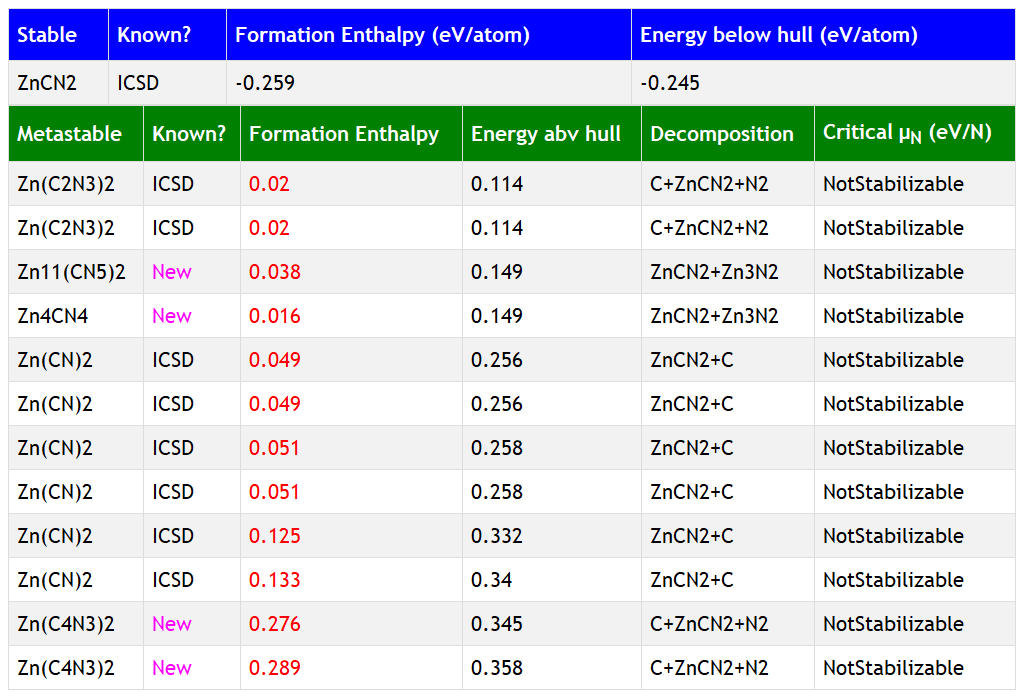 Stable Known? Formation Enthalpy (eV/atom) Energy below hull (eV/atom)
ZnCN2 ICSD -0.259 -0.245
Metastable Known? Formation Enthalpy Energy abv hull Decomposition Critical μN (eV/N)
Zn(C2N3)2 ICSD 0.02 0.114 C+ZnCN2+N2 NotStabilizable
Zn(C2N3)2 ICSD 0.02 0.114 C+ZnCN2+N2 NotStabilizable
Zn11(CN5)2 New 0.038 0.149 ZnCN2+Zn3N2 NotStabilizable
Zn4CN4 New 0.016 0.149 ZnCN2+Zn3N2 NotStabilizable
Zn(CN)2 ICSD 0.049 0.256 ZnCN2+C NotStabilizable
Zn(CN)2 ICSD 0.049 0.256 ZnCN2+C NotStabilizable
Zn(CN)2 ICSD 0.051 0.258 ZnCN2+C NotStabilizable
Zn(CN)2 ICSD 0.051 0.258 ZnCN2+C NotStabilizable
Zn(CN)2 ICSD 0.125 0.332 ZnCN2+C NotStabilizable
Zn(CN)2 ICSD 0.133 0.34 ZnCN2+C NotStabilizable
Zn(C4N3)2 New 0.276 0.345 C+ZnCN2+N2 NotStabilizable
Zn(C4N3)2 New 0.289 0.358 C+ZnCN2+N2 NotStabilizable